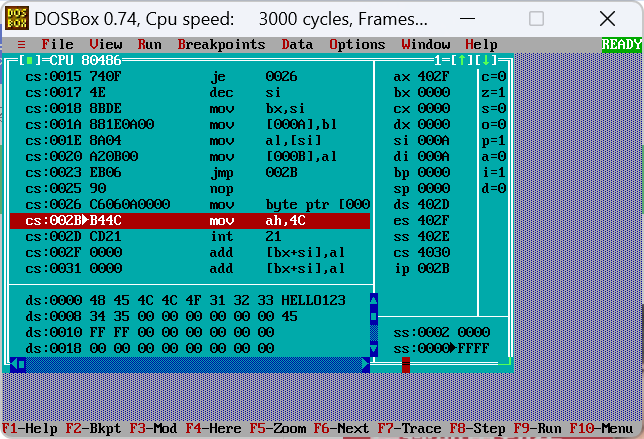 DOSBox 0.74, Cpu speed: 3000 cycles, Frames...
≡ File View Run Breakpoints Data Options Window Help READY
[■]=CPU 80486 1=[↑][↓]
cs:0015 740F je 0026 ax 402F c=0
cs:0017 4E dec si bx 0000 z=1
cs:0018 8BDE mov bx,si cx 0000 s=0
cs:001A 881E0A00 mov [000A],bl dx 0000 o=0
cs:001E 8A04 mov al,[si] si 000A p=1
cs:0020 A20B00 mov [000B],al di 000A a=0
cs:0023 EB06 jmp 002B bp 0000 i=1
cs:0025 90 nop sp 0000 d=0
cs:0026 C6060A0000 mov byte ptr [000 ds 402D
cs:002B►B44C mov ah,4C es 402F
cs:002D CD21 int 21 ss 402E
cs:002F 0000 add [bx+si],al cs 4030
cs:0031 0000 add [bx+si],al ip 002B
ds:0000 48 45 4C 4C 4F 31 32 33 HELLO123
ds:0008 34 35 00 00 00 00 00 00 45
ds:0010 FF FF 00 00 00 00 00 00 ss:0002 0000
ds:0018 00 00 00 00 00 00 00 00 ss:0000►FFFF
F1-Help F2-Bkpt F3-Mod F4-Here F5-Zoom F6-Next F7-Trace F8-Step F9-Run F10-Menu